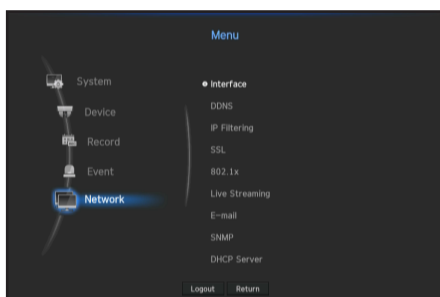 Menu
System
Device
Record
Event
Network
Interface
DDNS
IP Filtering
SSL
802.1x
Live Streaming
E-mail
SNMP
DHCP Server
Logout Return